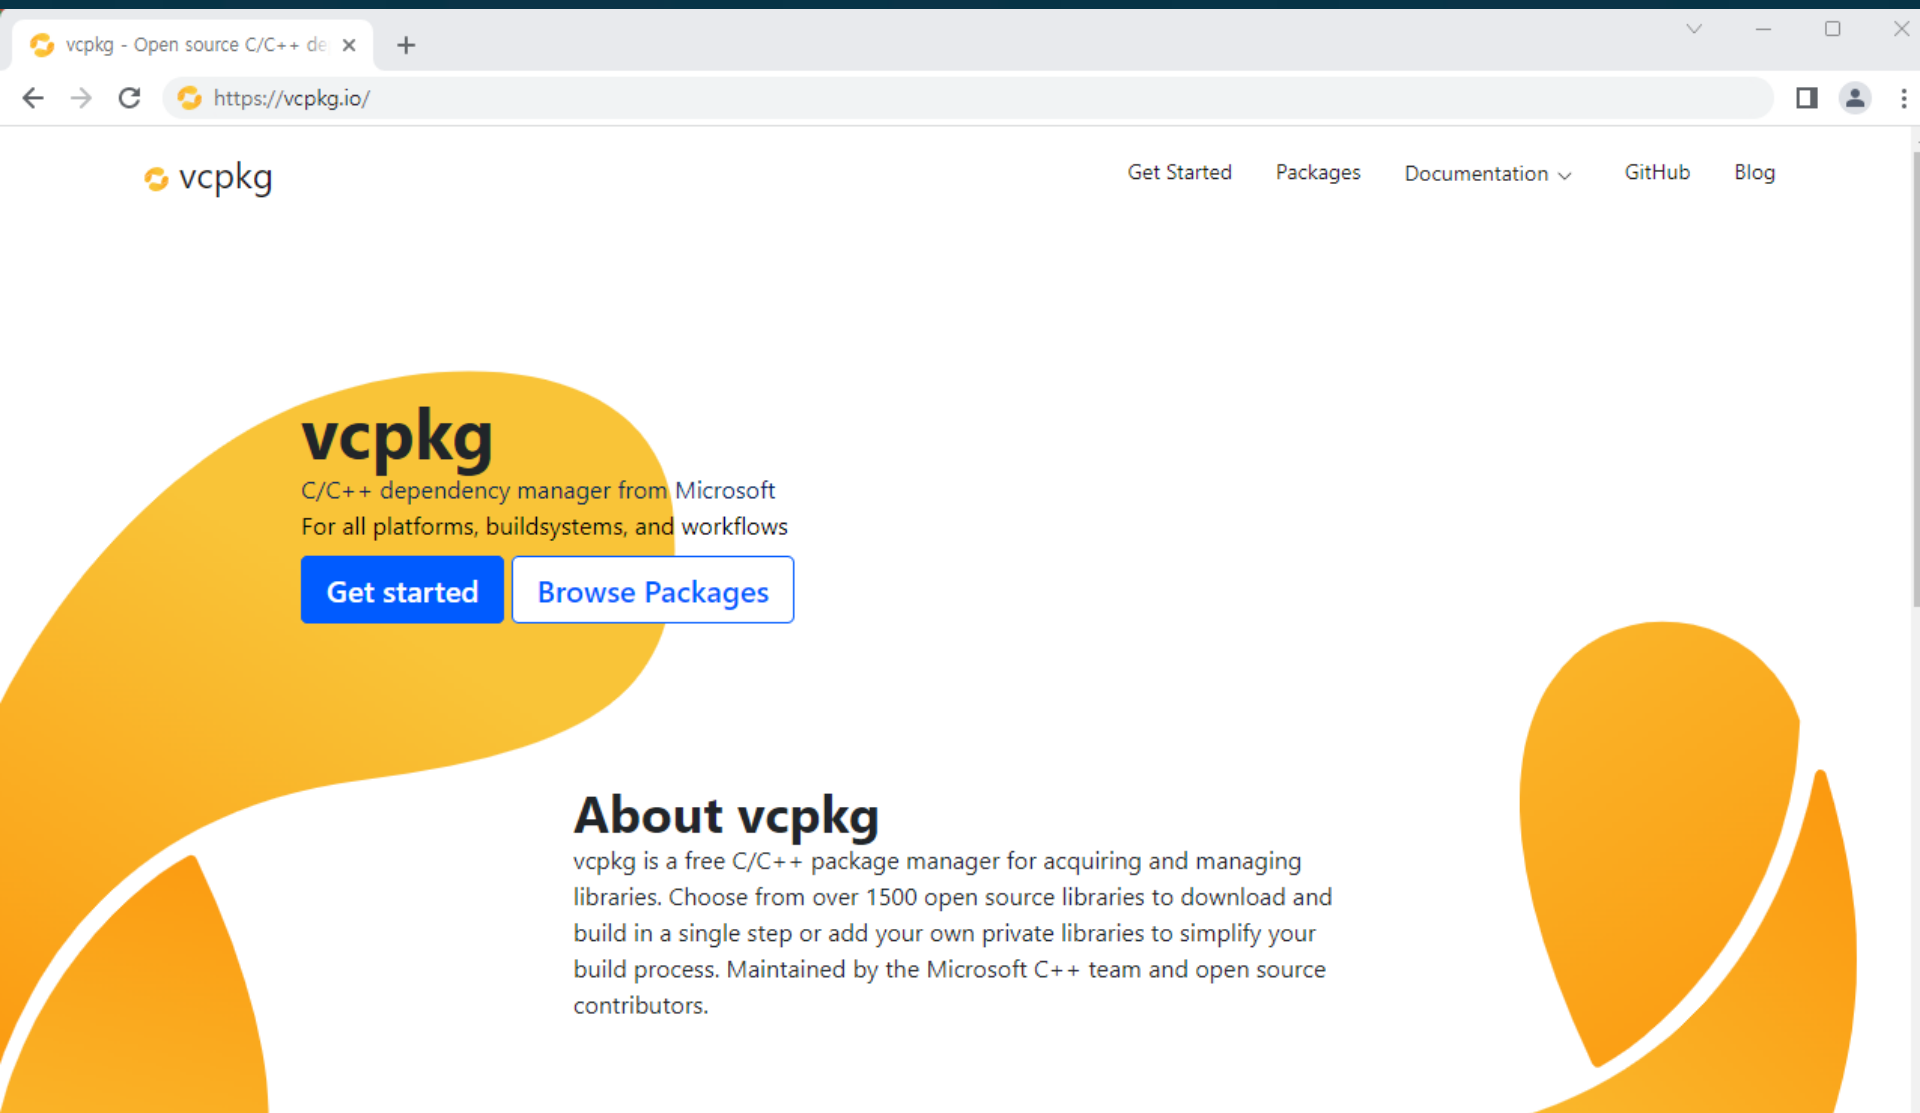 vcpkg - Open source C/C++ de
https://vcpkg.io/
vcpkg
Get Started
Packages
Documentation
GitHub
Blog
vcpkg
C/C++ dependency manager from Microsoft
For all platforms, buildsystems, and workflows
Get started
Browse Packages
About vcpkg
vcpkg is a free C/C++ package manager for acquiring and managing
libraries. Choose from over 1500 open source libraries to download and
build in a single step or add your own private libraries to simplify your
build process. Maintained by the Microsoft C++ team and open source
contributors.